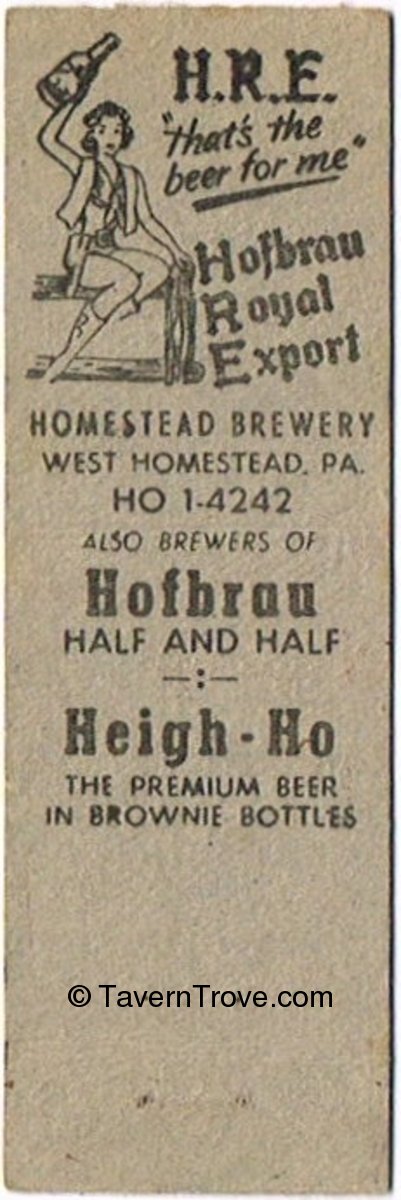 H.R.E.
"that's the
beer for me"
Hofbrau
Royal
Export
HOMESTEAD BREWERY
WEST HOMESTEAD, PA.
HO 1-4242
ALSO BREWERS OF
Hofbrau
HALF AND HALF
—:—
Heigh-Ho
THE PREMIUM BEER
IN BROWNIE BOTTLES
© TavernTrove.com